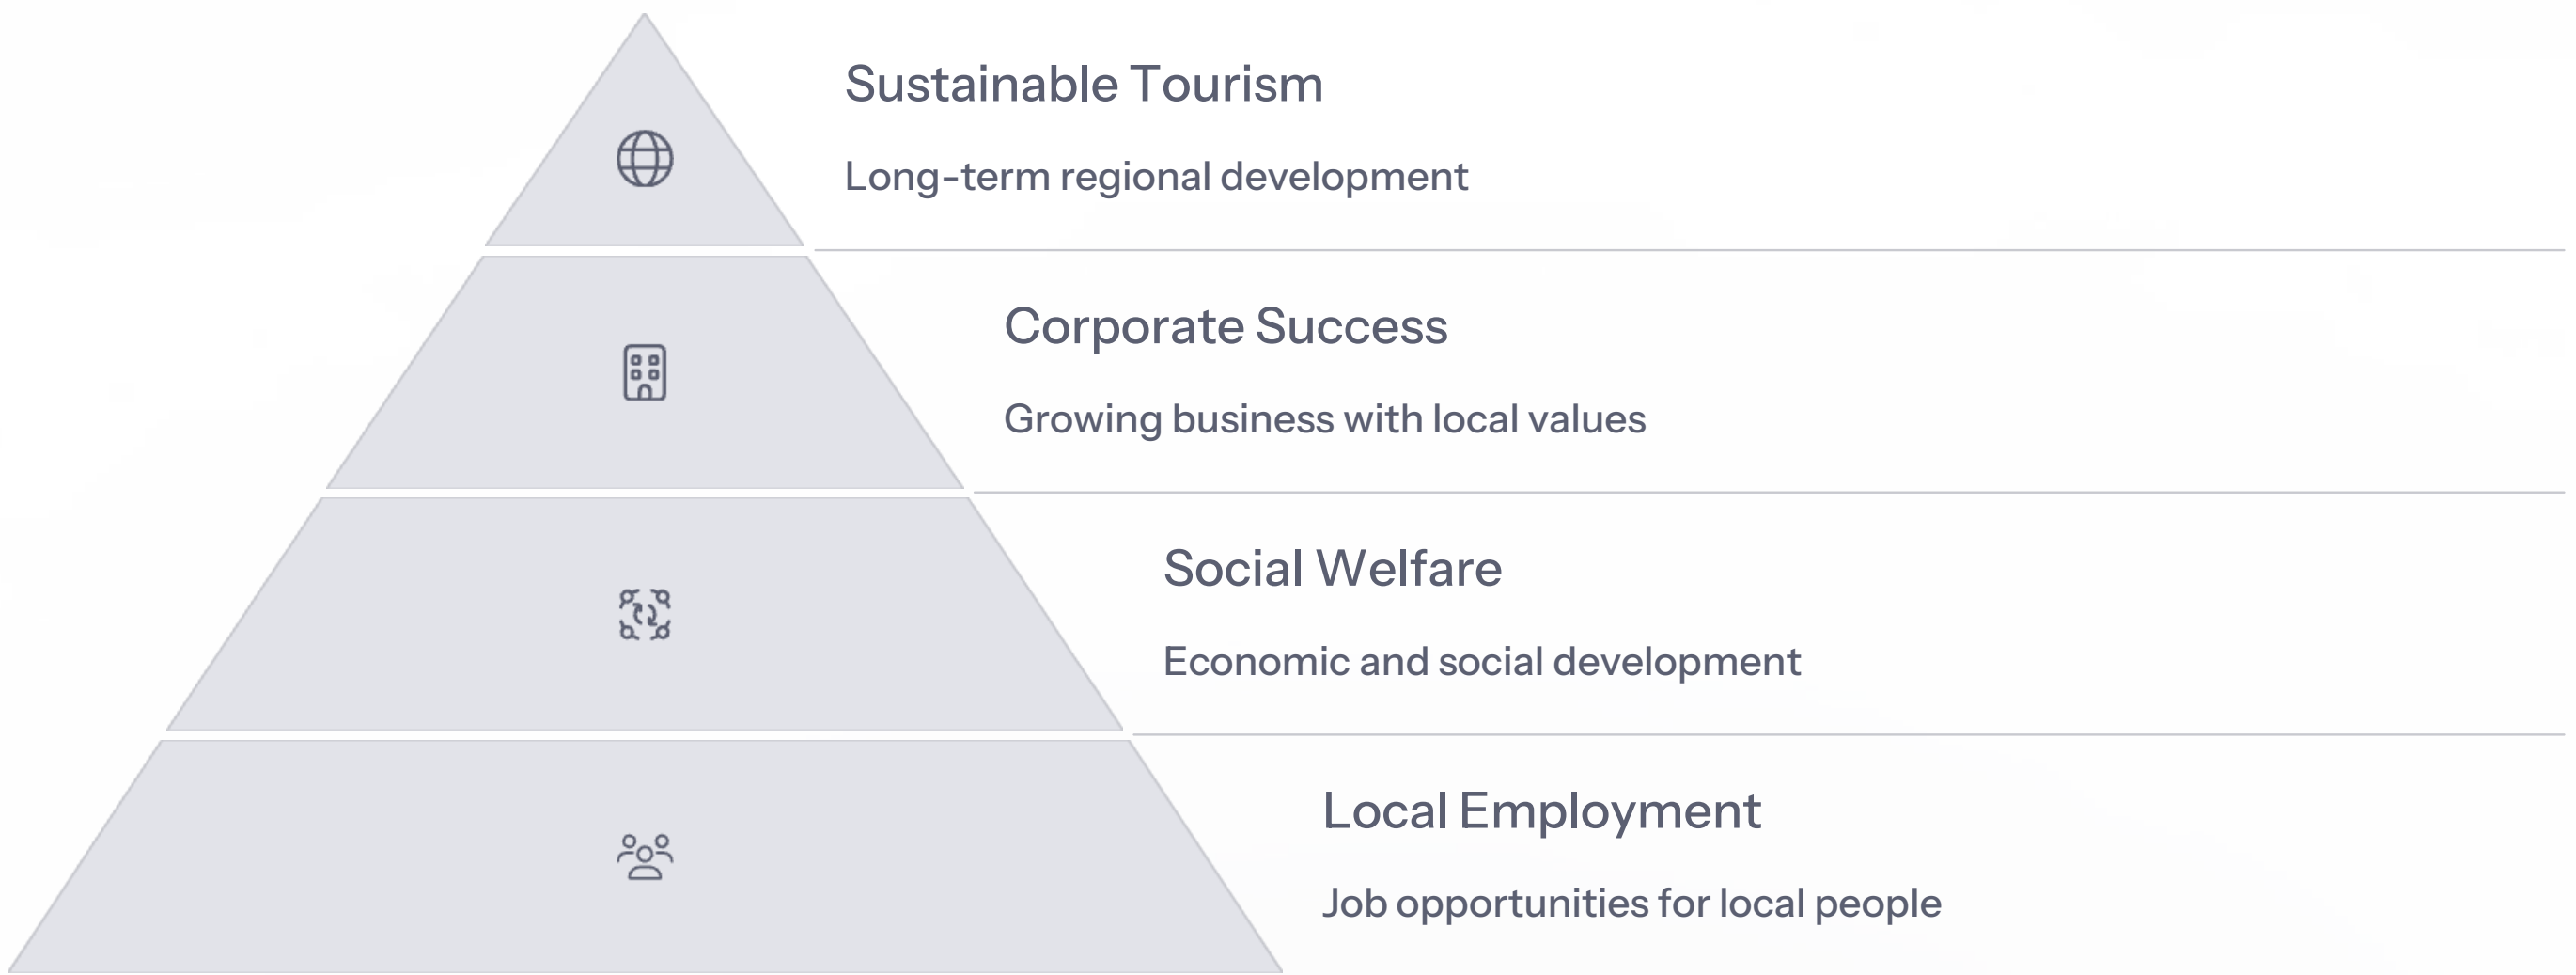 Sustainable Tourism
Long-term regional development
Corporate Success
Growing business with local values
Social Welfare
Economic and social development
Local Employment
Job opportunities for local people